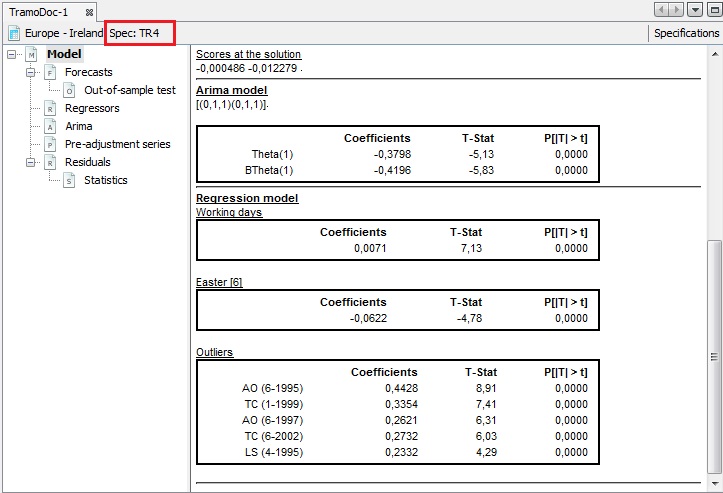 TramoDoc-1
Europe - Ireland Spec: TR4 Specifications
Model
Forecasts
Out-of-sample test
Regressors
Arima
Pre-adjustment series
Residuals
Statistics
Scores at the solution
-0,000486 -0,012279 .
Arima model
[(0,1,1)(0,1,1)].
Coefficients T-Stat P[|T| > t]
Theta(1) -0,3798 -5,13 0,0000
BTheta(1) -0,4196 -5,83 0,0000
Regression model
Working days
Coefficients T-Stat P[|T| > t]
0,0071 7,13 0,0000
Easter [6]
Coefficients T-Stat P[|T| > t]
-0,0622 -4,78 0,0000
Outliers
Coefficients T-Stat P[|T| > t]
AO (6-1995) 0,4428 8,91 0,0000
TC (1-1999) 0,3354 7,41 0,0000
AO (6-1997) 0,2621 6,31 0,0000
TC (6-2002) 0,2732 6,03 0,0000
LS (4-1995) 0,2332 4,29 0,0000